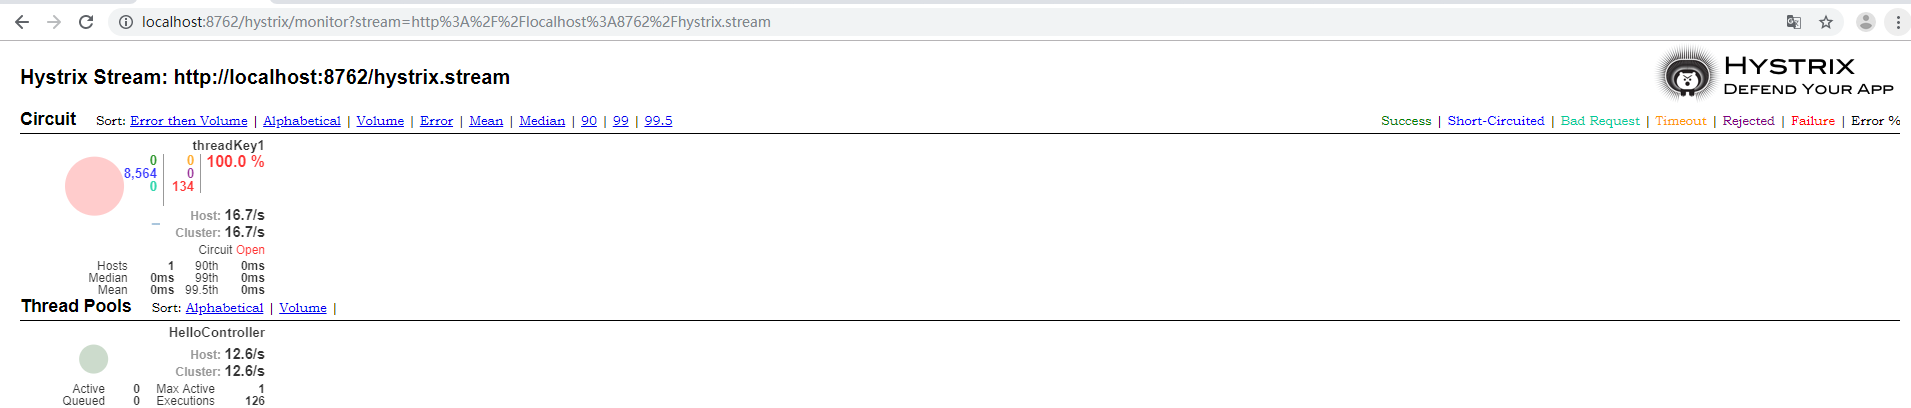 localhost:8762/hystrix/monitor?stream=http%3A%2F%2Flocalhost%3A8762%2Fhystrix.stream
Hystrix Stream: http://localhost:8762/hystrix.stream
HYSTRIX
DEFEND YOUR APP
Circuit Sort: Error then Volume | Alphabetical | Volume | Error | Mean | Median | 90 | 99 | 99.5
Success | Short-Circuited | Bad Request | Timeout | Rejected | Failure | Error %
threadKey1
0 0 100.0 %
8,564 0
0 134
Host: 16.7/s
Cluster: 16.7/s
Circuit Open
Hosts 1 90th 0ms
Median 0ms 99th 0ms
Mean 0ms 99.5th 0ms
Thread Pools Sort: Alphabetical | Volume |
HelloController
Host: 12.6/s
Cluster: 12.6/s
Active 0 Max Active 1
Queued 0 Executions 126